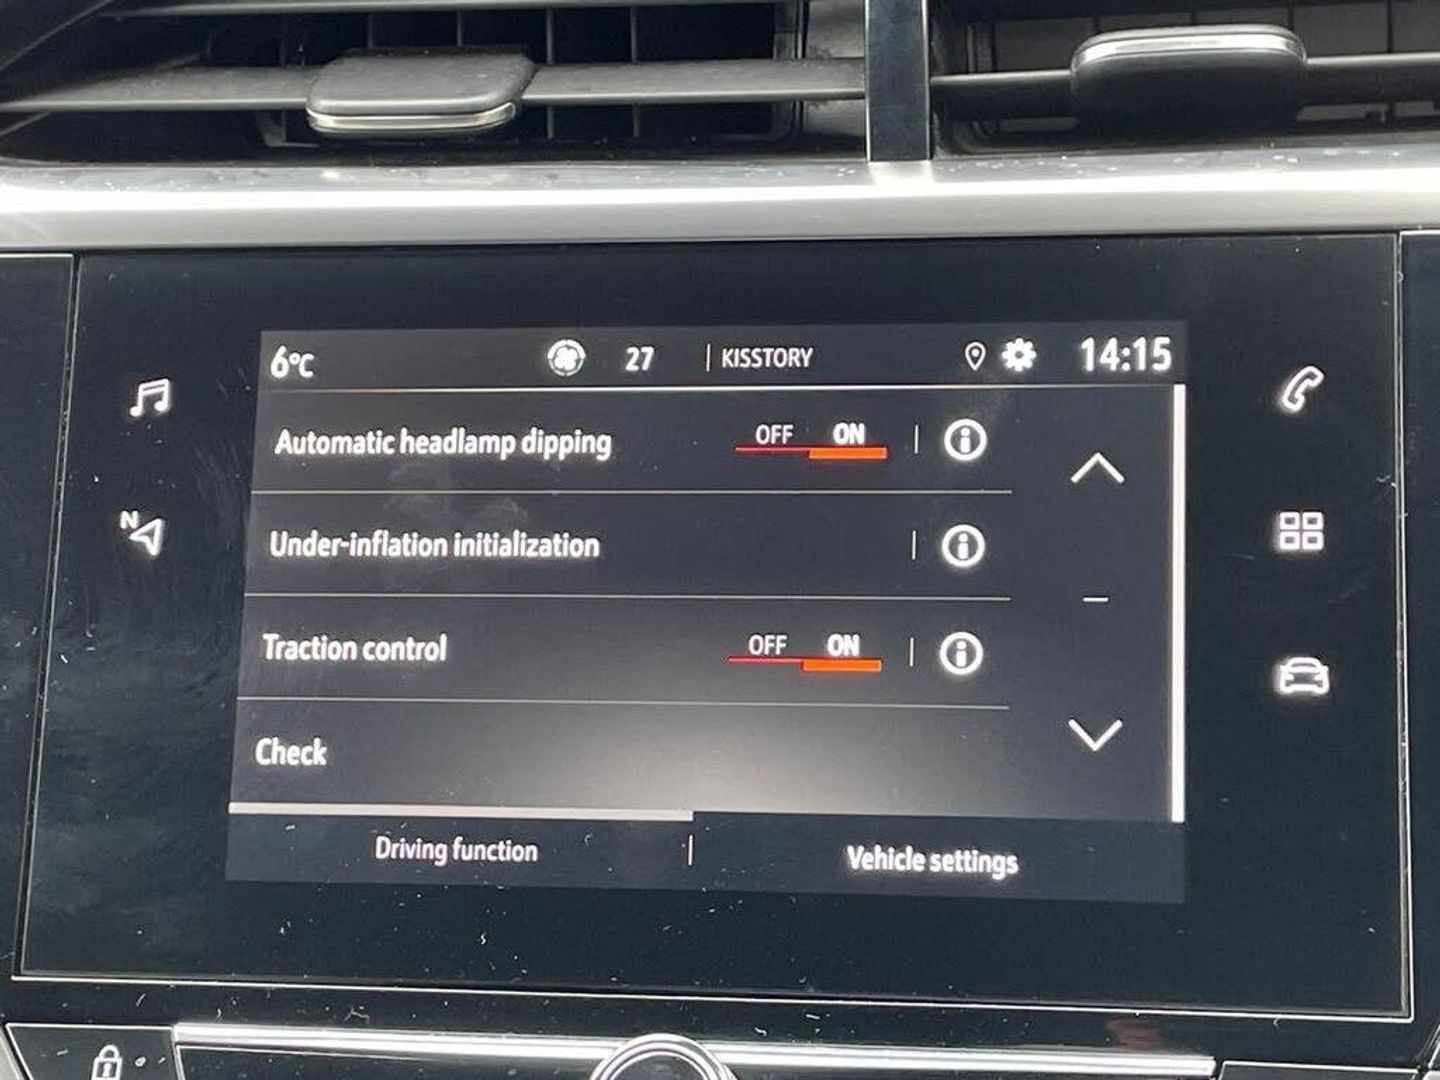 6°C 27 KISSTORY 14:15
Automatic headlamp dipping OFF ON
Under-inflation initialization
Traction control OFF ON
Check
Driving function Vehicle settings
N